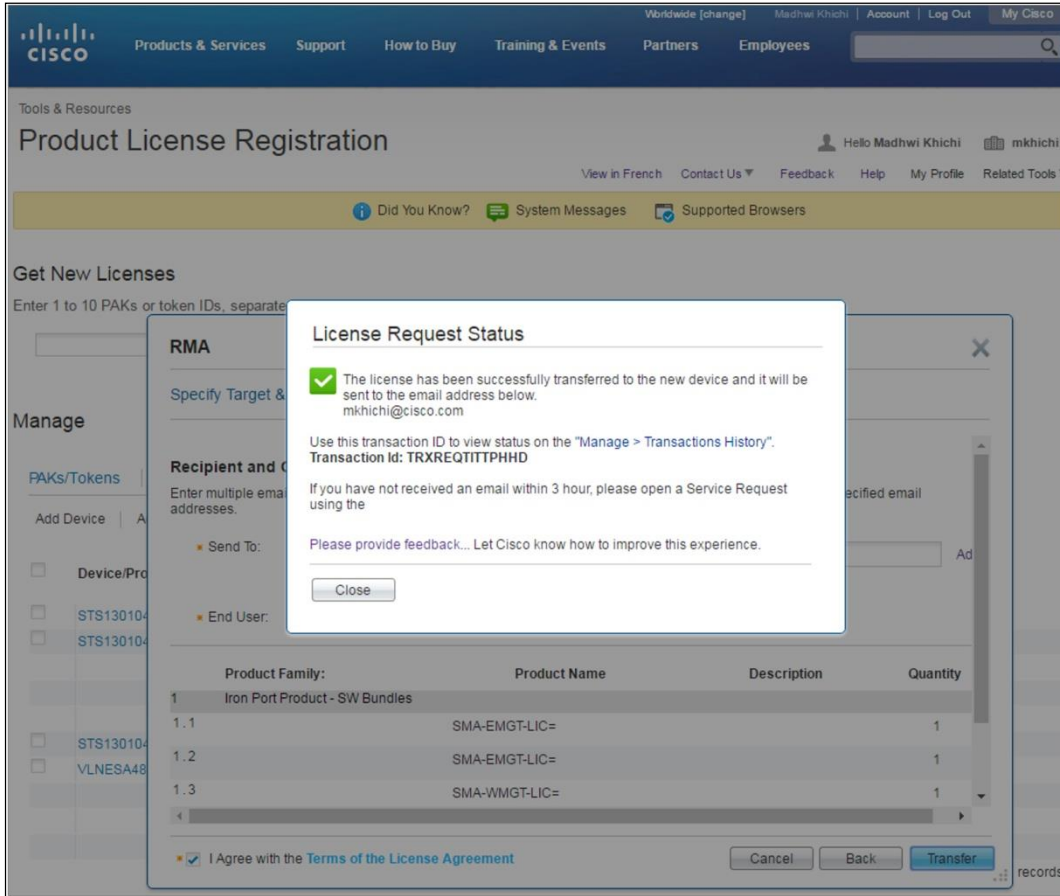 Worldwide [change] Madhwi Khichi | Account | Log Out My Cisco
CISCO Products & Services Support How to Buy Training & Events Partners Employees
Tools & Resources
Product License Registration
Hello Madhwi Khichi mkhichi
View in French Contact Us Feedback Help My Profile Related Tools
Did You Know? System Messages Supported Browsers
Get New Licenses
Enter 1 to 10 PAKs or token IDs, separate
RMA
Specify Target &
License Request Status
The license has been successfully transferred to the new device and it will be
sent to the email address below.
mkhichi@cisco.com
Use this transaction ID to view status on the "Manage > Transactions History".
Transaction Id: TRXREQTITTPHHD
If you have not received an email within 3 hour, please open a Service Request
using the
Please provide feedback... Let Cisco know how to improve this experience.
Close
Manage
PAKs/Tokens
Add Device | A
Device/Pro
STS130104
STS130104
STS130104
VLNESA48
Recipient and
Enter multiple emai
ecified email
addresses.
Send To:
Ad
End User:
Product Family: Product Name Description Quantity
1 Iron Port Product - SW Bundles
1.1 SMA-EMGT-LIC= 1
1.2 SMA-EMGT-LIC= 1
1.3 SMA-WMGT-LIC= 1
I Agree with the Terms of the License Agreement
Cancel Back Transfer
records